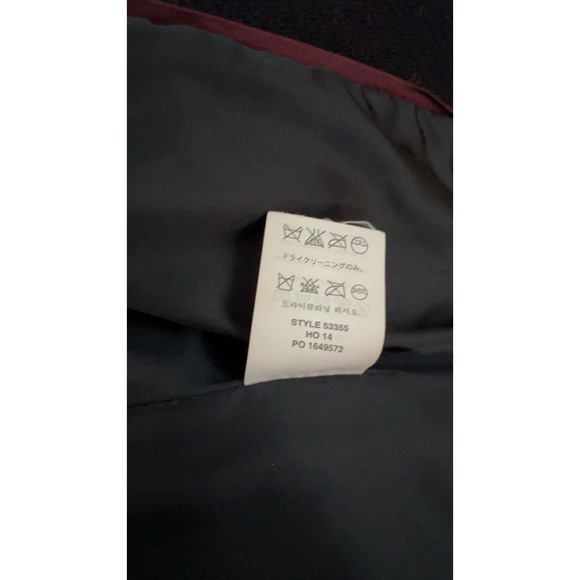 ドライクリーニングのみ。
드라이클리닝 하시오
STYLE 53355
HO 14
PO 1649572